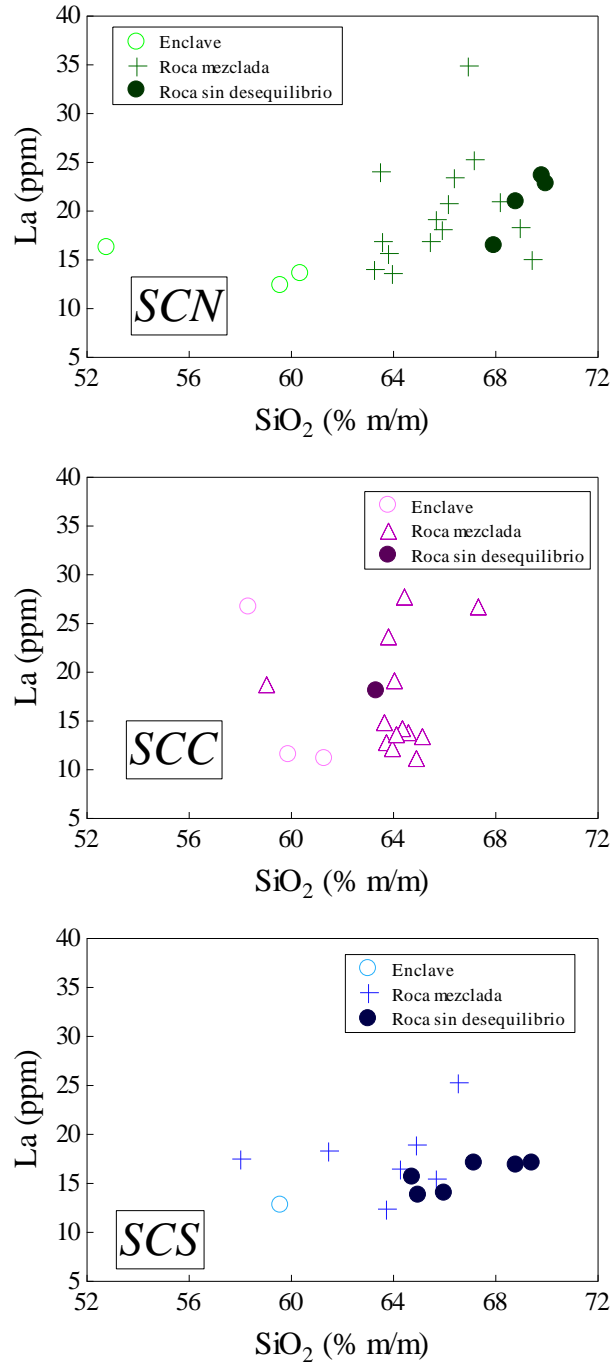 40
35
30
25
20
15
10
5
La (ppm)
Enclave
Roca mezclada
Roca sin desequilibrio
SCN
52 56 60 64 68 72
SiO₂ (% m/m)
40
35
30
25
20
15
10
5
La (ppm)
Enclave
Roca mezclada
Roca sin desequilibrio
SCC
52 56 60 64 68 72
SiO₂ (% m/m)
40
35
30
25
20
15
10
5
La (ppm)
Enclave
Roca mezclada
Roca sin desequilibrio
SCS
52 56 60 64 68 72
SiO₂ (% m/m)